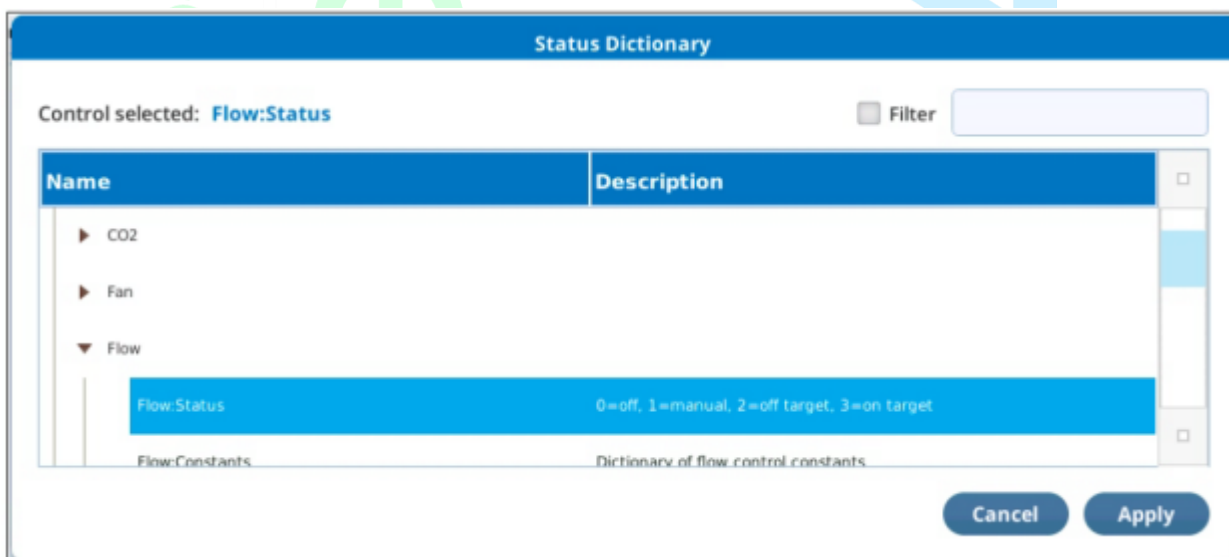 Status Dictionary
Control selected: Flow:Status Filter
Name Description
CO2
Fan
Flow
Flow:Status 0=off, 1=manual, 2=off target, 3=on target
Flow:Constants Dictionary of flow control constants
Cancel Apply